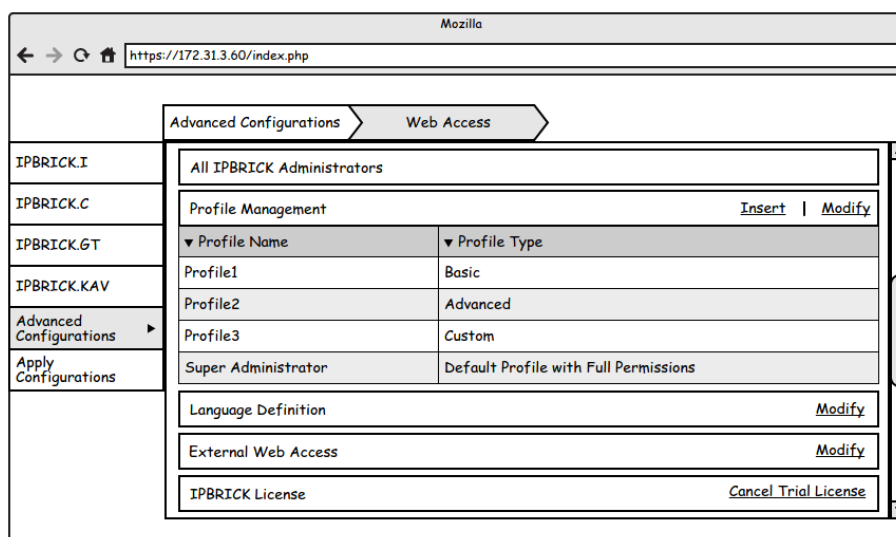 Mozilla
https://172.31.3.60/index.php
Advanced Configurations
Web Access
IPBRICK.I
IPBRICK.C
IPBRICK.GT
IPBRICK.KAV
Advanced
Configurations
Apply
Configurations
All IPBRICK Administrators
Profile Management Insert | Modify
▼ Profile Name ▼ Profile Type
Profile1 Basic
Profile2 Advanced
Profile3 Custom
Super Administrator Default Profile with Full Permissions
Language Definition Modify
External Web Access Modify
IPBRICK License Cancel Trial License